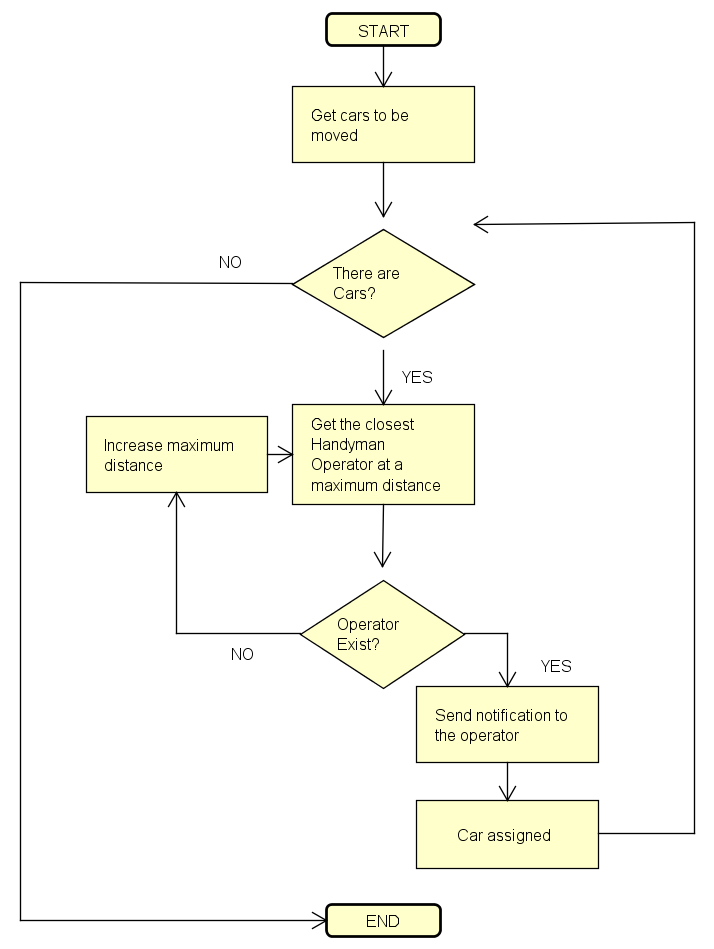 START
Get cars to be
moved
NO
There are
Cars?
YES
Increase maximum
distance
Get the closest
Handyman
Operator at a
maximum distance
Operator
Exist?
NO
YES
Send notification to
the operator
Car assigned
END